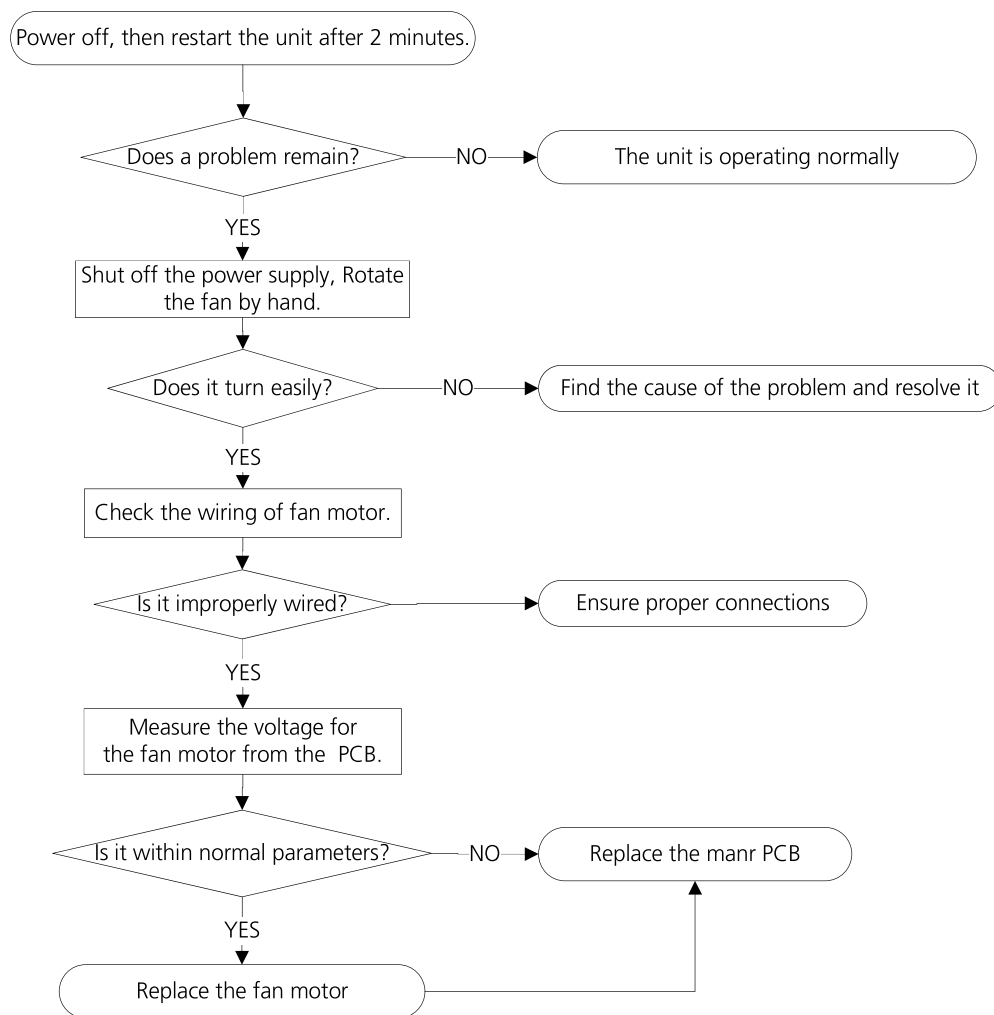 Power off, then restart the unit after 2 minutes.
Does a problem remain?
NO
The unit is operating normally
YES
Shut off the power supply, Rotate
the fan by hand.
Does it turn easily?
NO
Find the cause of the problem and resolve it
YES
Check the wiring of fan motor.
Is it improperly wired?
Ensure proper connections
YES
Measure the voltage for
the fan motor from the PCB.
Is it within normal parameters?
NO
Replace the manr PCB
YES
Replace the fan motor